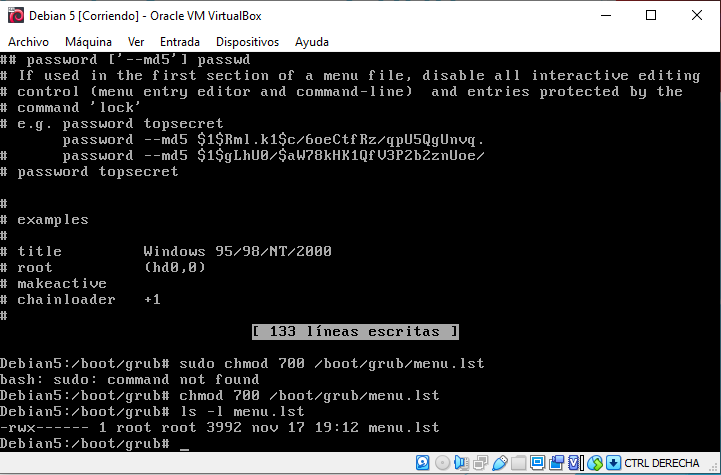 Debian 5 [Corriendo] - Oracle VM VirtualBox
Archivo Máquina Ver Entrada Dispositivos Ayuda
## password ['--md5'] passwd
# If used in the first section of a menu file, disable all interactive editing
# control (menu entry editor and command-line)  and entries protected by the
# command 'lock'
# e.g. password topsecret
       password --md5 $1$Rml.k1$c/6oeCtfRz/qpU5QgUnvq.
#      password --md5 $1$gLhU0/$aW78kHK1QfV3P2b2znUoe/
# password topsecret
#
# examples
#
# title          Windows 95/98/NT/2000
# root           (hd0,0)
# makeactive
# chainloader    +1
#
[ 133 líneas escritas ]
Debian5:/boot/grub# sudo chmod 700 /boot/grub/menu.lst
bash: sudo: command not found
Debian5:/boot/grub# chmod 700 /boot/grub/menu.lst
Debian5:/boot/grub# ls -l menu.lst
-rwx------ 1 root root 3992 nov 17 19:12 menu.lst
Debian5:/boot/grub# _
CTRL DERECHA